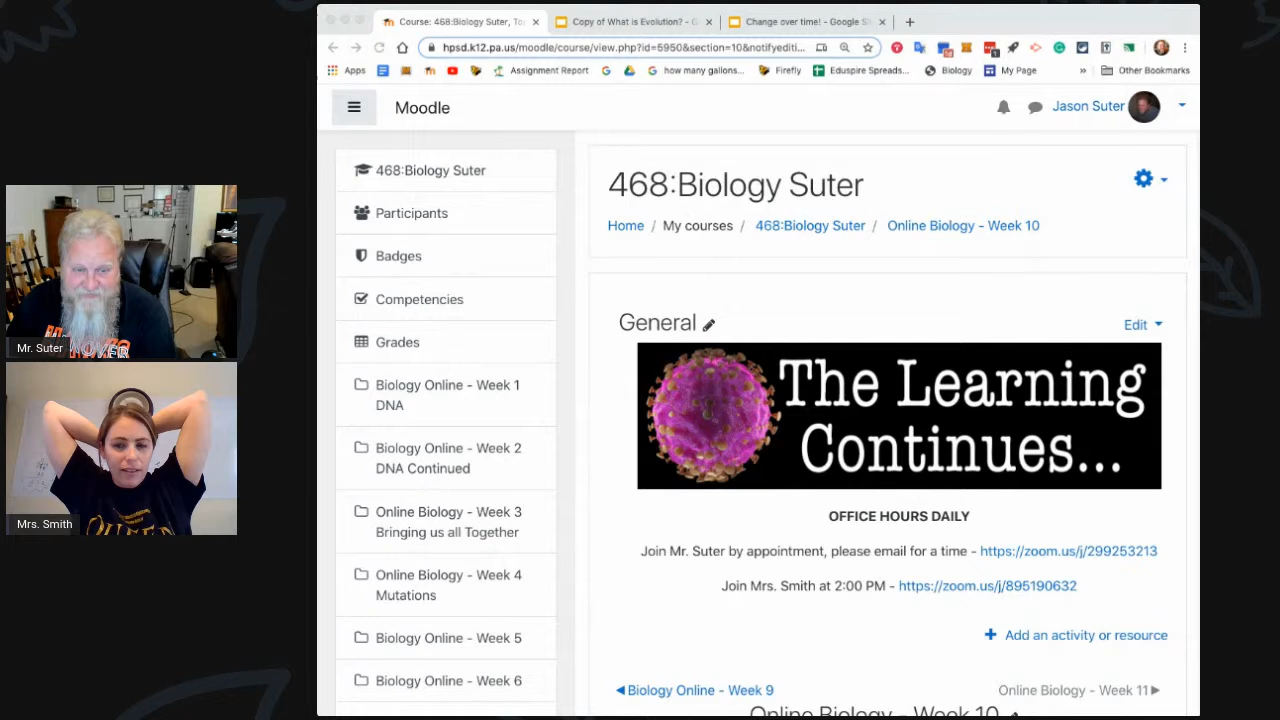 Course: 468:Biology Suter, To
Copy of What is Evolution? - G
Change over time! - Google Sl
hpsd.k12.pa.us/moodle/course/view.php?id=5950&section=10&notifyediti...
Apps
Assignment Report
how many gallons...
Firefly
Eduspire Spreads...
Biology
My Page
»
Other Bookmarks
Moodle
Jason Suter
468:Biology Suter
Participants
Badges
Competencies
Grades
Biology Online - Week 1
DNA
Biology Online - Week 2
DNA Continued
Online Biology - Week 3
Bringing us all Together
Online Biology - Week 4
Mutations
Biology Online - Week 5
Biology Online - Week 6
468:Biology Suter
Home / My courses / 468:Biology Suter / Online Biology - Week 10
General
Edit
The Learning
Continues...
OFFICE HOURS DAILY
Join Mr. Suter by appointment, please email for a time - https://zoom.us/j/299253213
Join Mrs. Smith at 2:00 PM - https://zoom.us/j/895190632
+ Add an activity or resource
◀ Biology Online - Week 9
Online Biology - Week 11 ▶
Online Biology - Week 10
Mr. Suter
QUEEN
Mrs. Smith